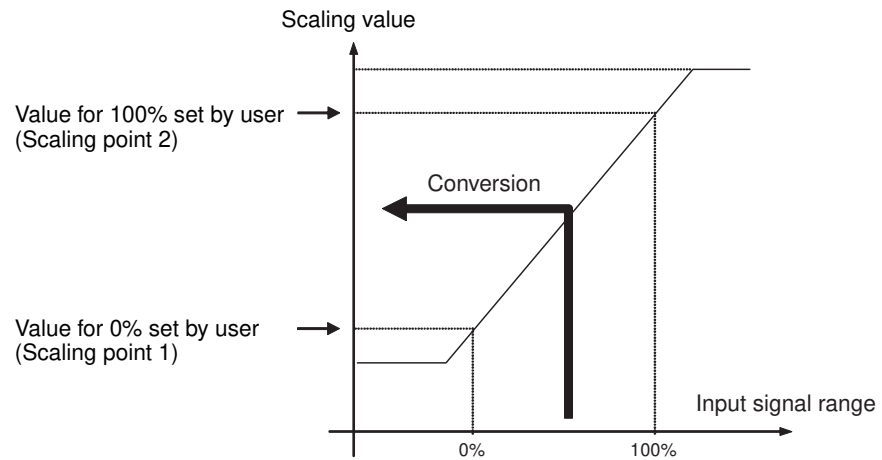 Scaling value
Value for 100% set by user
(Scaling point 2)
Conversion
Value for 0% set by user
(Scaling point 1)
Input signal range
0%
100%